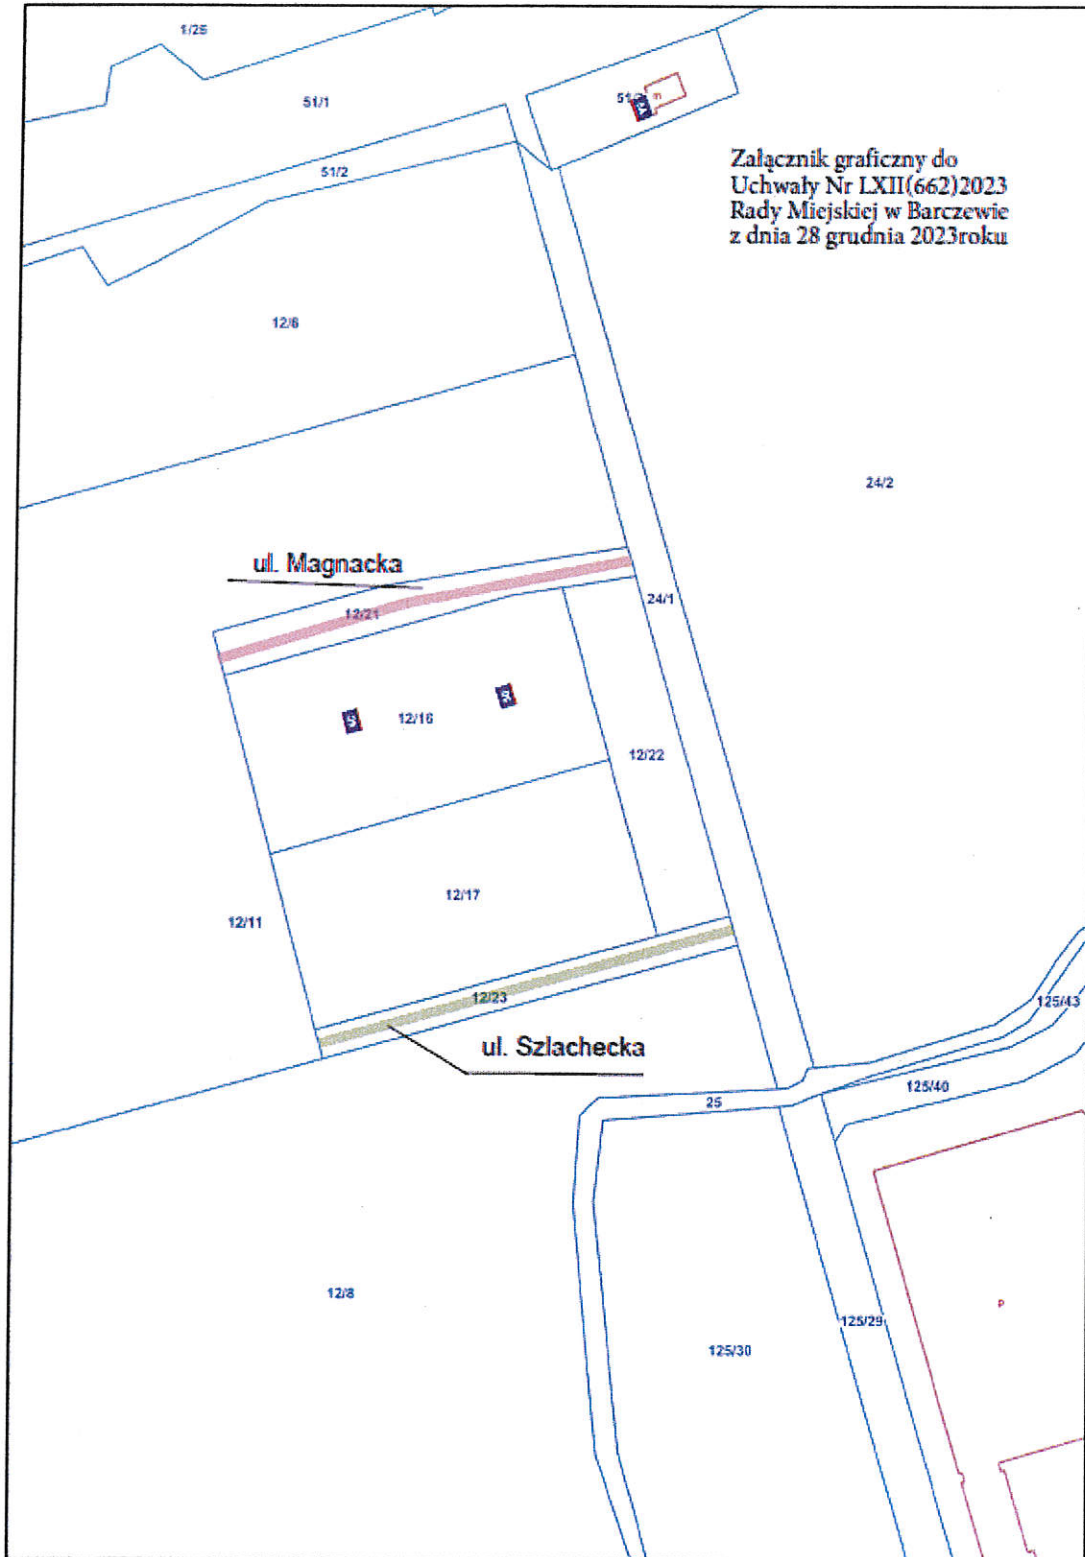 1/25
51/1
51/2
Załącznik graficzny do
Uchwały Nr LXII(662)2023
Rady Miejskiej w Barczewie
z dnia 28 grudnia 2023roku
12/6
24/2
ul. Magnacka
24/1
12/21
12/16
12/22
12/17
12/11
12/23
ul. Szlachecka
125/43
125/40
25
12/8
P
125/29
125/30